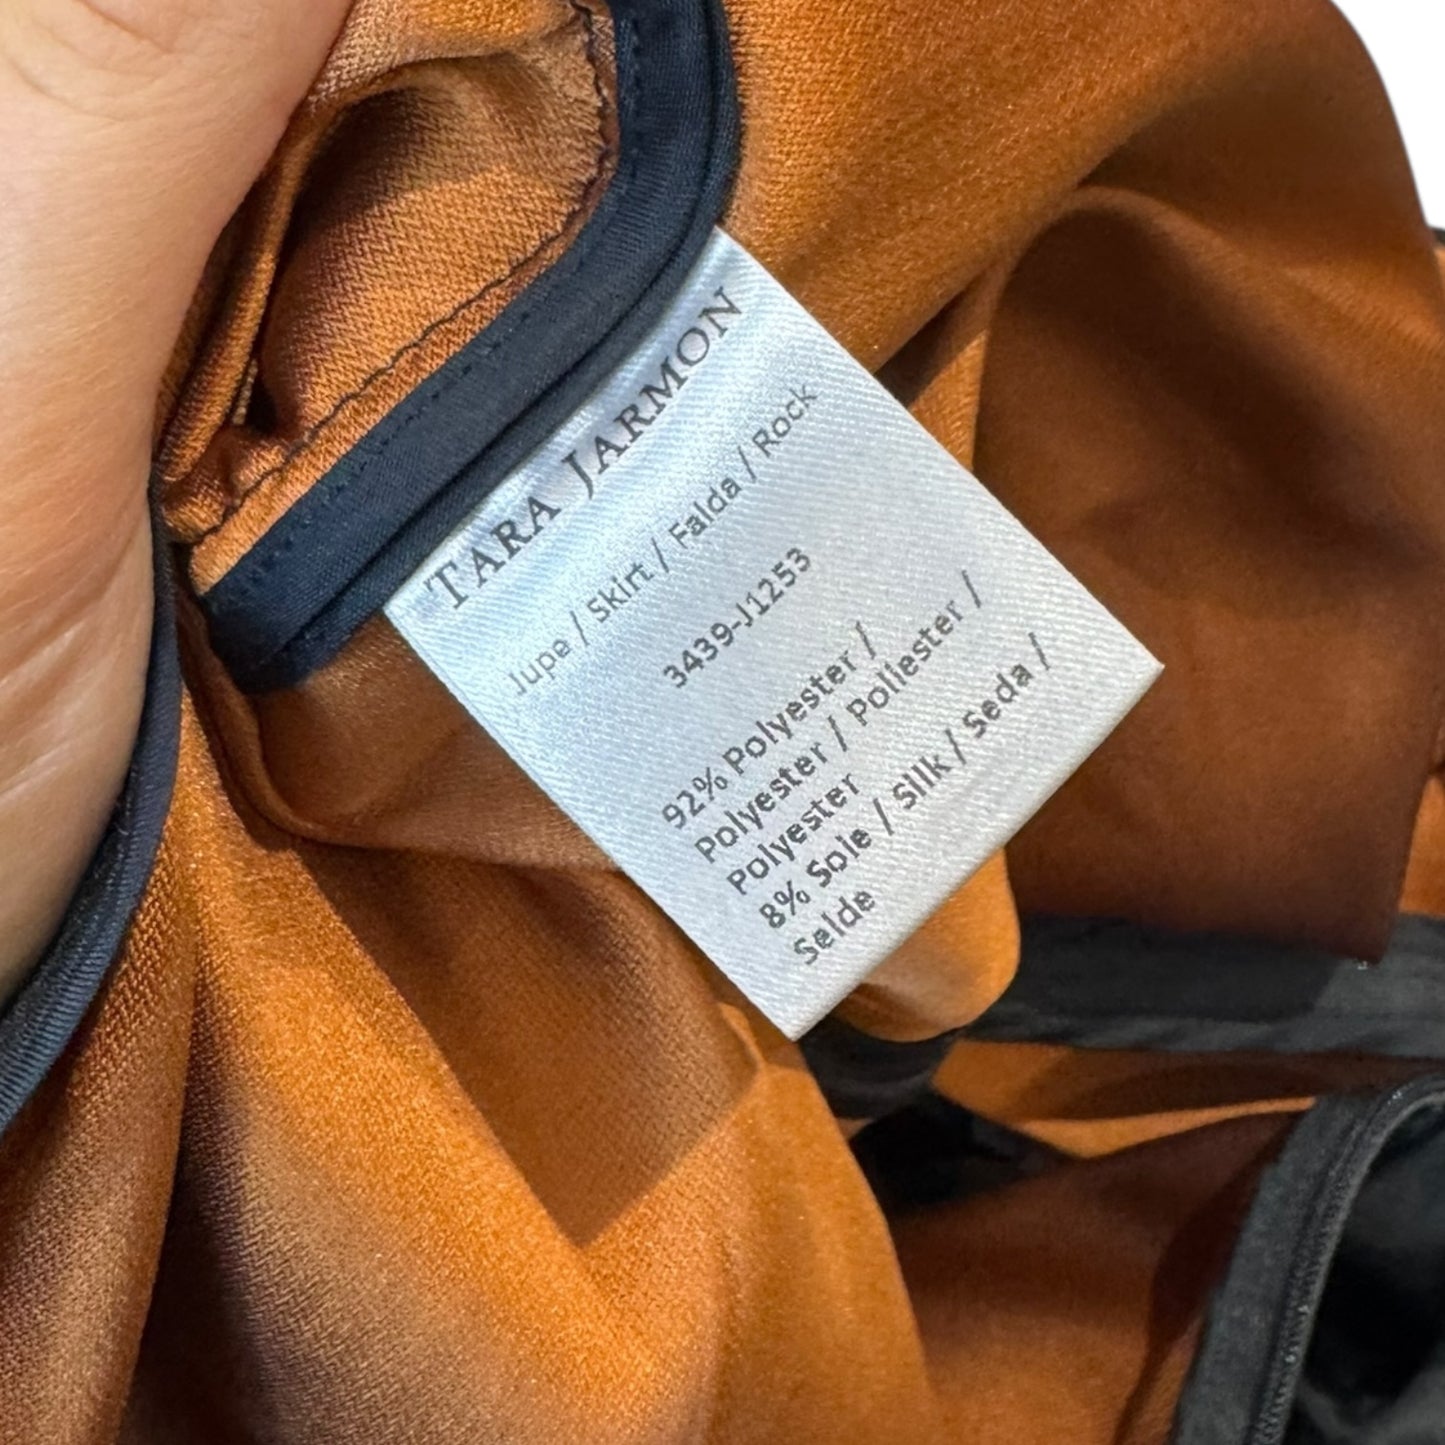 TARA JARMON
Jupe / Skirt / Falda / Rock
3439-J1253
92% Polyester /
Polyester / Poliester /
Polyester
8% Soie / Silk / Seda /
Seide